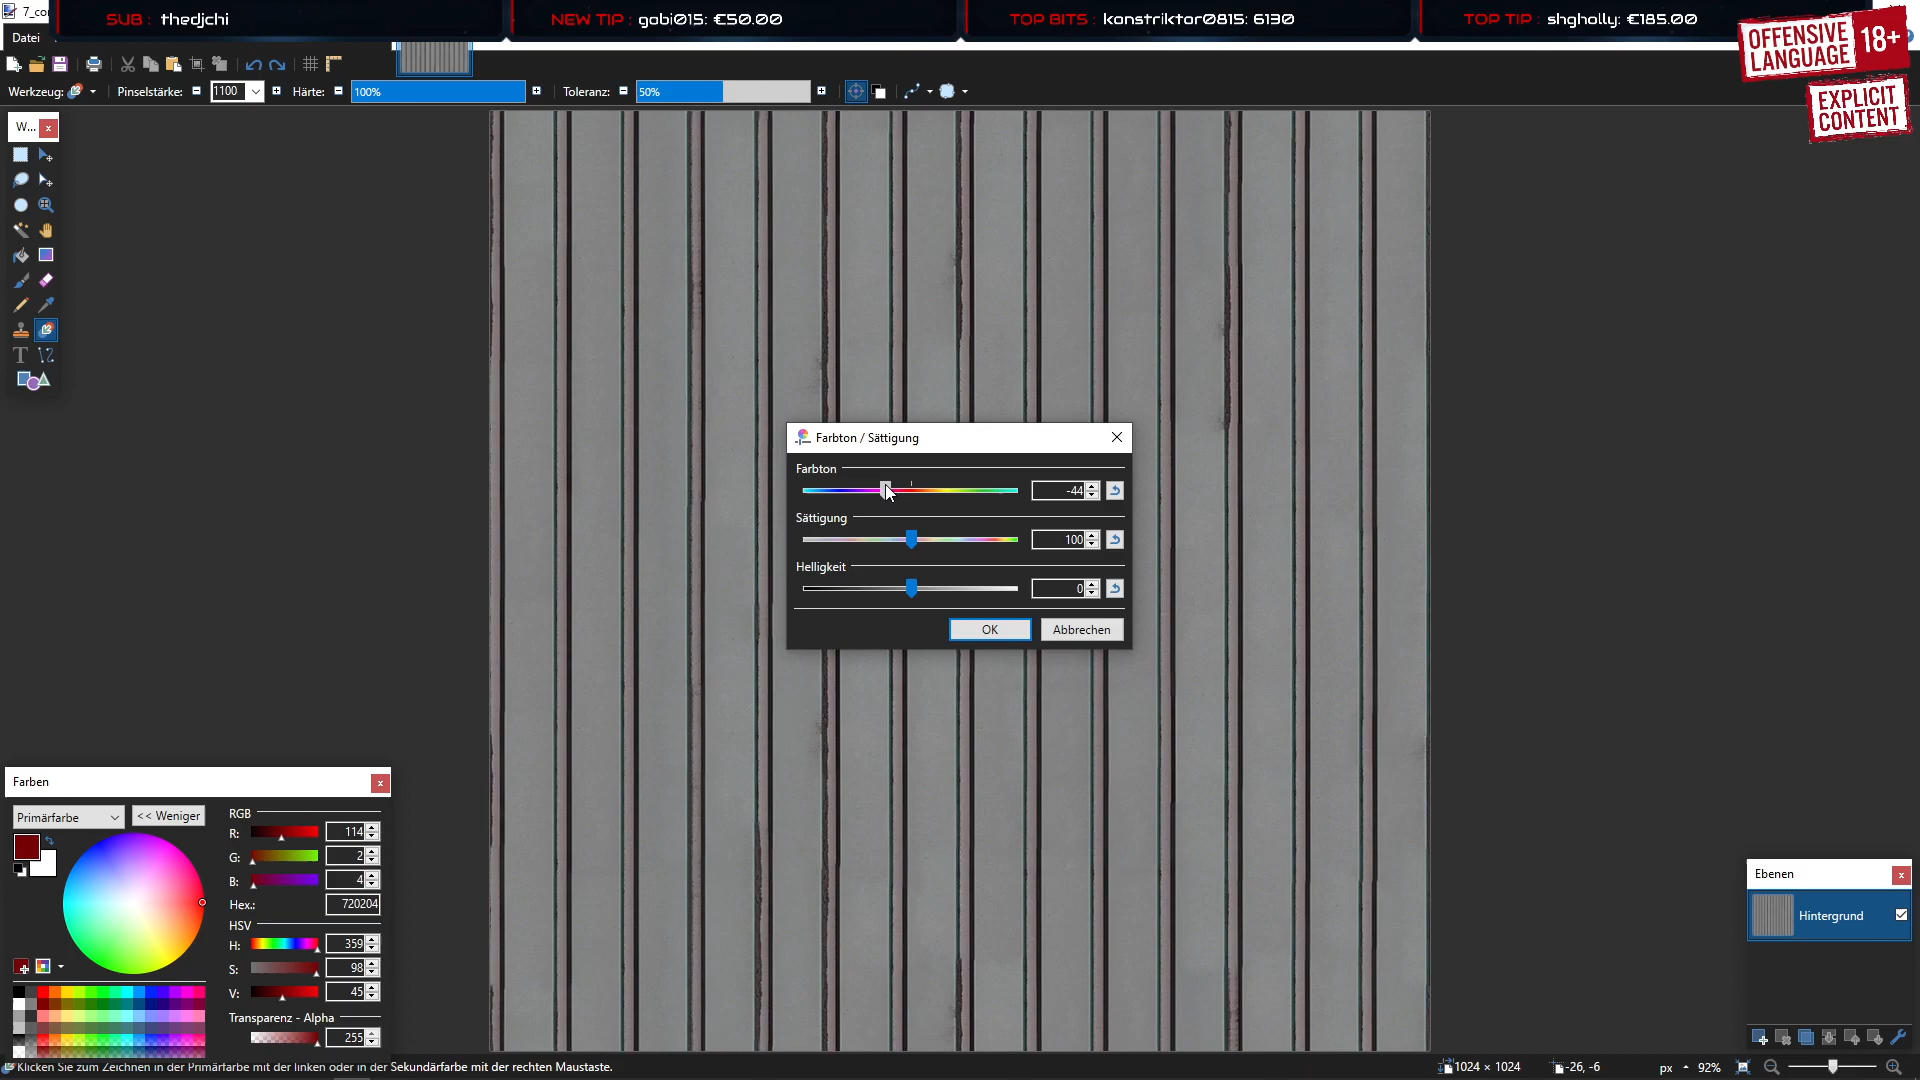 SUB : thedjchi
NEW TIP : gabi015: €50.00
TOP BITS : konstriktor0815: 6130
TOP TIP : shgholly: €185.00
OFFENSIVE LANGUAGE 18+
EXPLICIT CONTENT
Datei
Werkzeug:
Pinselstärke:
1100
Härte:
100%
Toleranz:
50%
W...
Farbton / Sättigung
Farbton
-44
Sättigung
100
Helligkeit
0
OK
Abbrechen
Farben
Primärfarbe
<< Weniger
RGB
R: 114
G: 2
B: 4
Hex.: 720204
HSV
H: 359
S: 98
V: 45
Transparenz - Alpha
255
Ebenen
Hintergrund
Klicken Sie zum Zeichnen in der Primärfarbe mit der linken oder in der Sekundärfarbe mit der rechten Maustaste.
1024 × 1024
-26, -6
px
92%